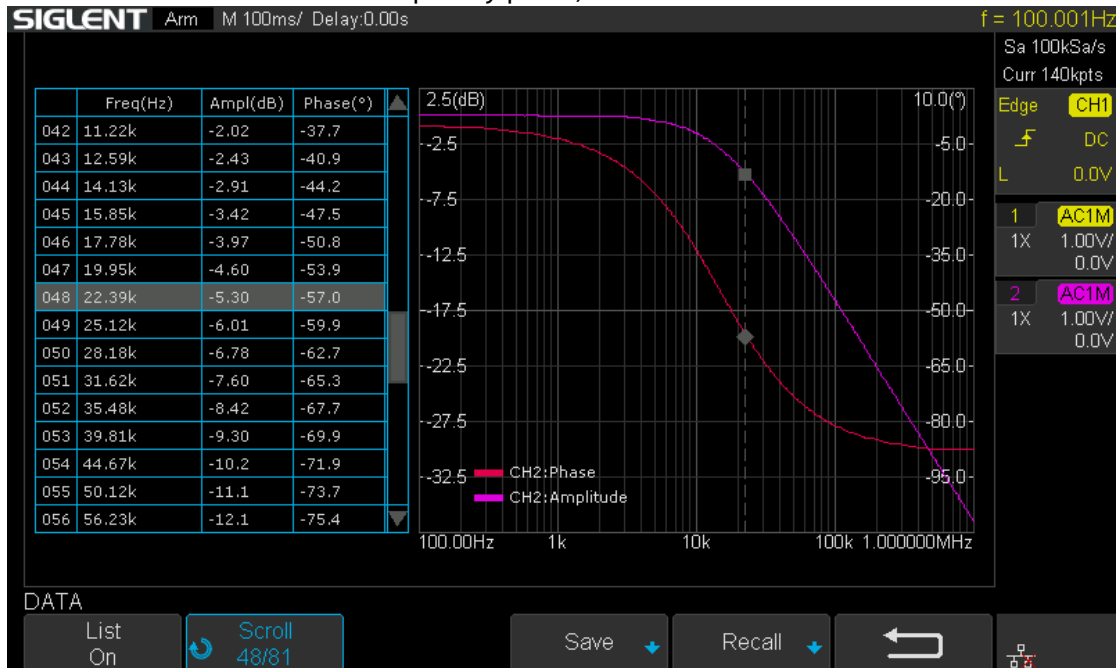 SIGLENT Arm M 100ms/ Delay:0.00s f = 100.001Hz
Sa 100kSa/s
Curr 140kpts
Edge CH1
DC
L 0.0V
1 AC1M
1X 1.00V/
0.0V
2 AC1M
1X 1.00V/
0.0V
Freq(Hz) Ampl(dB) Phase(°)
042 11.22k -2.02 -37.7
043 12.59k -2.43 -40.9
044 14.13k -2.91 -44.2
045 15.85k -3.42 -47.5
046 17.78k -3.97 -50.8
047 19.95k -4.60 -53.9
048 22.39k -5.30 -57.0
049 25.12k -6.01 -59.9
050 28.18k -6.78 -62.7
051 31.62k -7.60 -65.3
052 35.48k -8.42 -67.7
053 39.81k -9.30 -69.9
054 44.67k -10.2 -71.9
055 50.12k -11.1 -73.7
056 56.23k -12.1 -75.4
2.5(dB) 10.0(°)
-2.5 -5.0
-7.5 -20.0
-12.5 -35.0
-17.5 -50.0
-22.5 -65.0
-27.5 -80.0
-32.5 -95.0
CH2:Phase
CH2:Amplitude
100.00Hz 1k 10k 100k 1.000000MHz
DATA
List
On
Scroll
48/81
Save
Recall